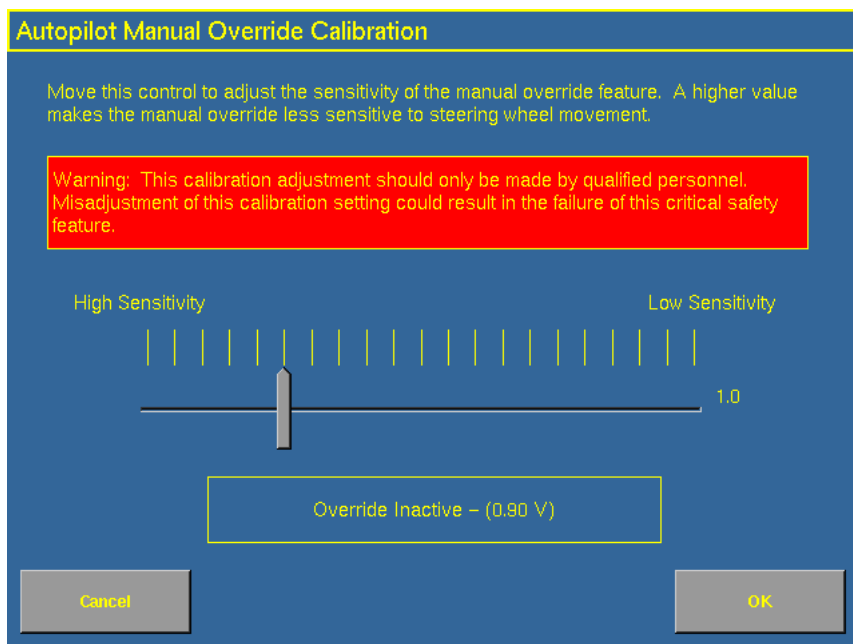 Autopilot Manual Override Calibration
Move this control to adjust the sensitivity of the manual override feature.  A higher value
makes the manual override less sensitive to steering wheel movement.
Warning:  This calibration adjustment should only be made by qualified personnel.
Misadjustment of this calibration setting could result in the failure of this critical safety
feature.
High Sensitivity
Low Sensitivity
1.0
Override Inactive – (0.90 V)
Cancel
OK